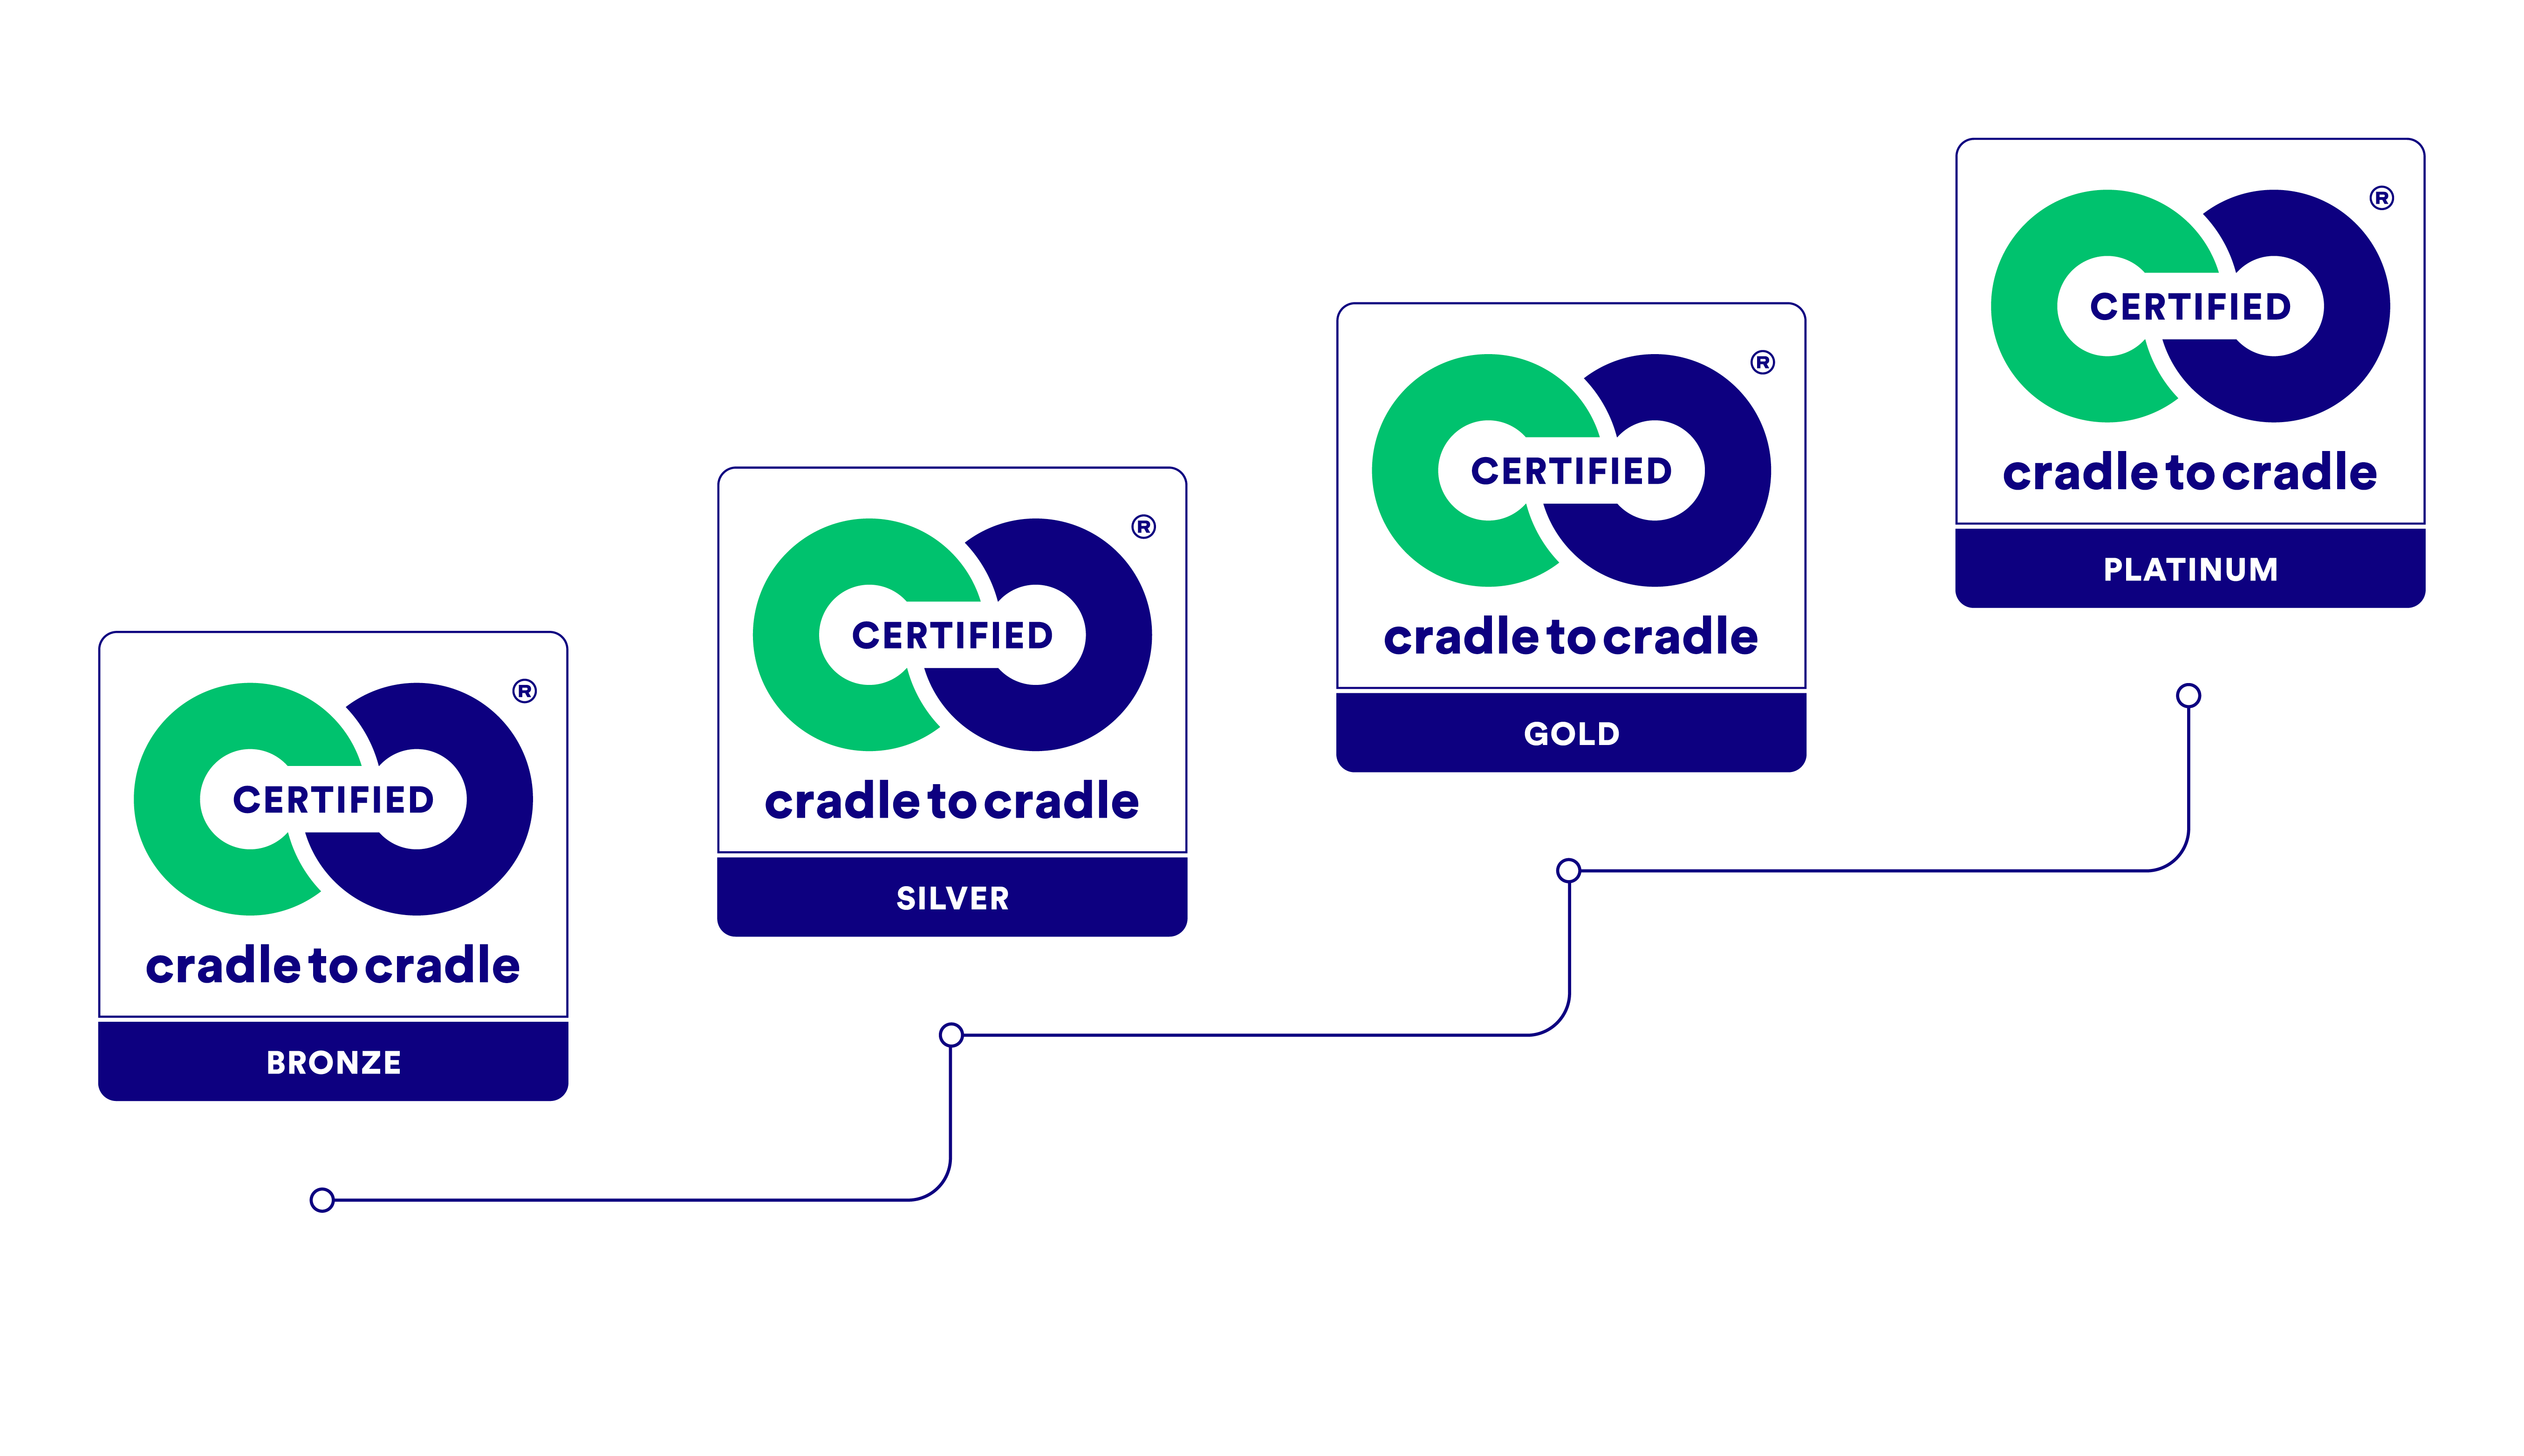 CERTIFIED
®
cradle to cradle
BRONZE
CERTIFIED
®
cradle to cradle
SILVER
CERTIFIED
®
cradle to cradle
GOLD
CERTIFIED
®
cradle to cradle
PLATINUM